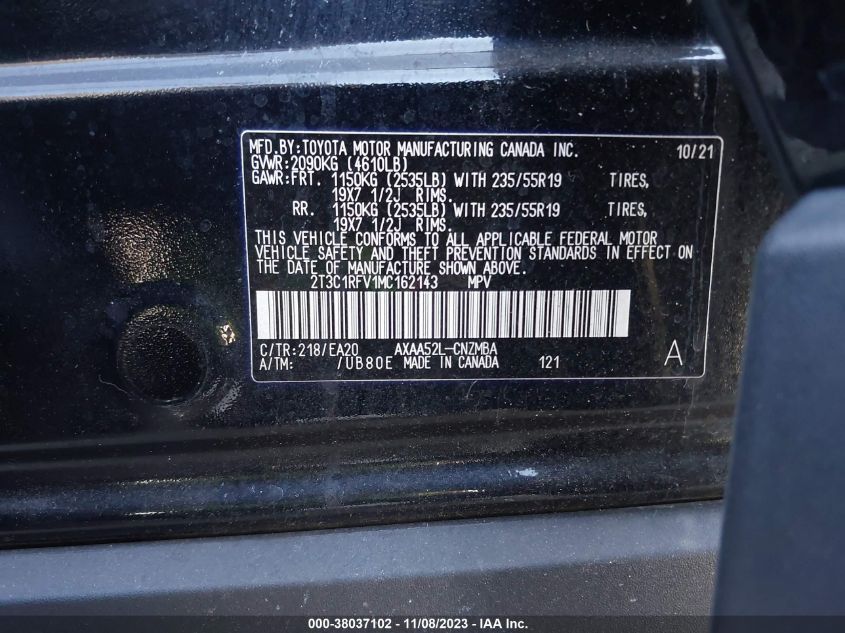 MFD.BY:TOYOTA MOTOR MANUFACTURING CANADA INC. 10/21
GVWR:2090KG (4610LB)
GAWR:FRT. 1150KG (2535LB) WITH 235/55R19 TIRES,
19X7 1/2J RIMS.
RR. 1150KG (2535LB) WITH 235/55R19 TIRES,
19X7 1/2J RIMS.
THIS VEHICLE CONFORMS TO ALL APPLICABLE FEDERAL MOTOR
VEHICLE SAFETY AND THEFT PREVENTION STANDARDS IN EFFECT
ON THE DATE OF MANUFACTURE SHOWN ABOVE.
2T3C1RFV1MC162143 MPV
C/TR:218/EA20 AXAA52L-CNZMBA
A/TM: /UB80E MADE IN CANADA 121 A
000-38037102 - 11/08/2023 - IAA Inc.